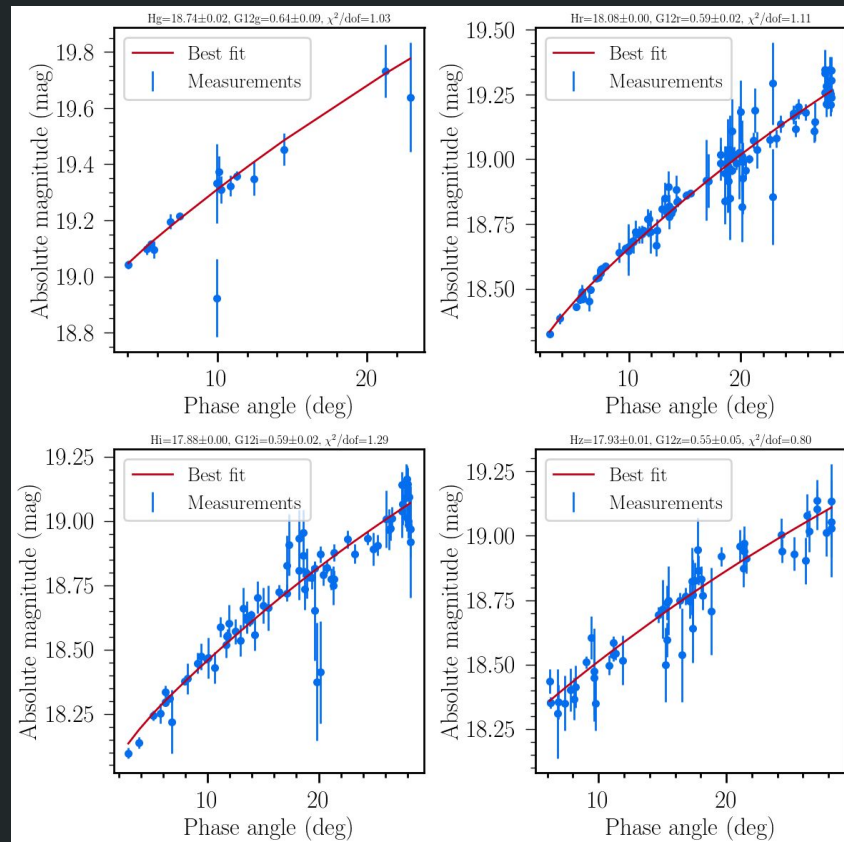 Hg=18.74±0.02, G12g=0.64±0.09, χ²/dof=1.03
Best fit
Measurements
Absolute magnitude (mag)
19.8
19.6
19.4
19.2
19.0
18.8
10
20
Phase angle (deg)
Hr=18.08±0.00, G12r=0.59±0.02, χ²/dof=1.11
Best fit
Measurements
Absolute magnitude (mag)
19.50
19.25
19.00
18.75
18.50
10
20
Phase angle (deg)
Hi=17.88±0.00, G12i=0.59±0.02, χ²/dof=1.29
Best fit
Measurements
Absolute magnitude (mag)
19.25
19.00
18.75
18.50
18.25
10
20
Phase angle (deg)
Hz=17.93±0.01, G12z=0.55±0.05, χ²/dof=0.80
Best fit
Measurements
Absolute magnitude (mag)
19.25
19.00
18.75
18.50
18.25
10
20
Phase angle (deg)